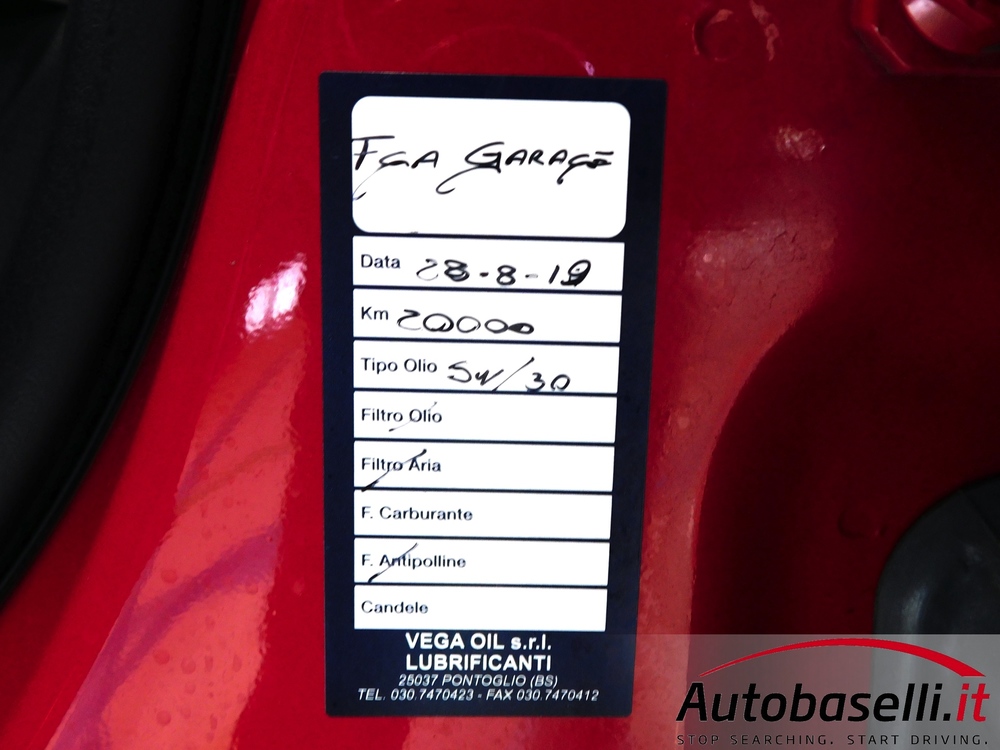 FGA GARAGE
Data 28-8-19
Km 20000
Tipo Olio 5W/30
Filtro Olio
Filtro Aria
F. Carburante
F. Antipolline
Candele
VEGA OIL s.r.l.
LUBRIFICANTI
25037 PONTOGLIO (BS)
TEL. 030.7470423 - FAX 030.7470412
Autobaselli.it
STOP SEARCHING. START DRIVING.